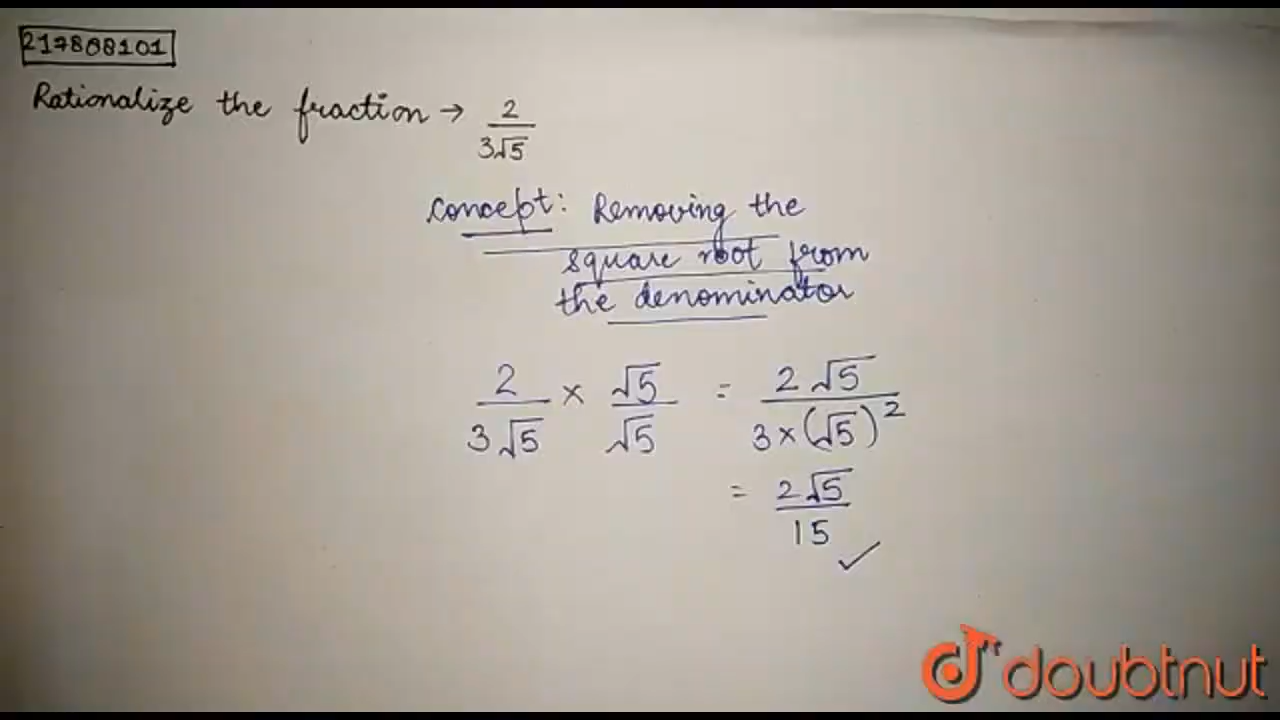 217808101
Rationalize the fraction → 2/3√5
Concept: Removing the
square root from
the denominator
2/3√5 × √5/√5 = 2√5/3×(√5)²
= 2√5/15
doubtnut